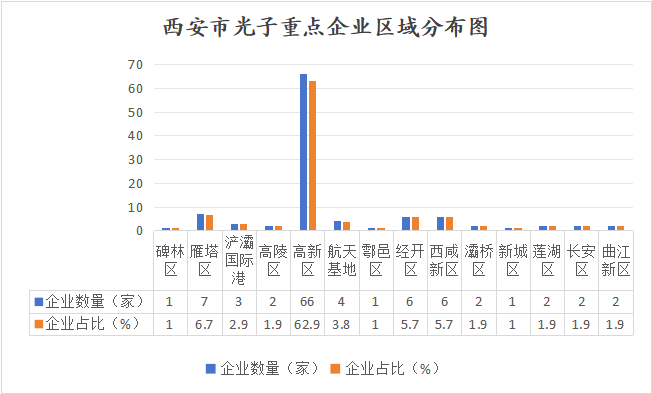 西安市光子重点企业区域分布图
70
60
50
40
30
20
10
0
碑林区 雁塔区 浐灞国际港 高陵区 高新区 航天基地 鄠邑区 经开区 西咸新区 灞桥区 新城区 莲湖区 长安区 曲江新区
企业数量（家） 1 7 3 2 66 4 1 6 6 2 1 2 2 2
企业占比（%） 1 6.7 2.9 1.9 62.9 3.8 1 5.7 5.7 1.9 1 1.9 1.9 1.9
企业数量（家） 企业占比（%）